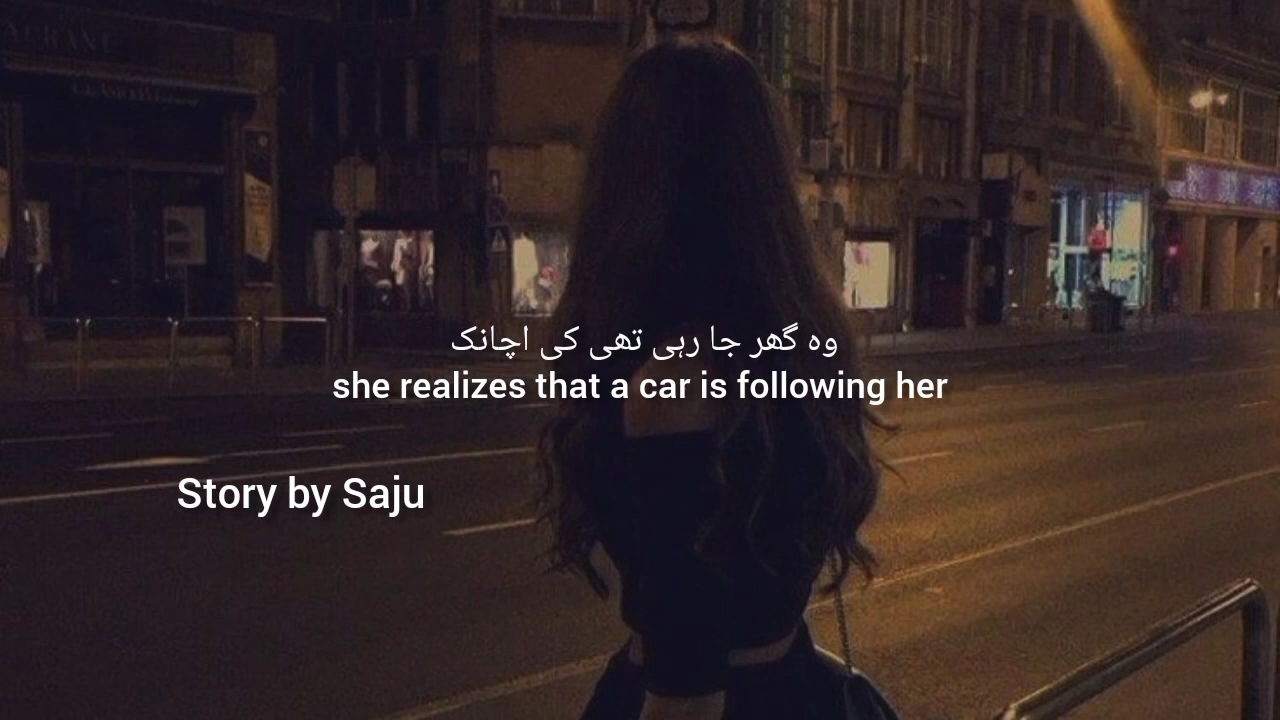 وہ گھر جا رہی تھی کی اچانک
she realizes that a car is following her
Story by Saju